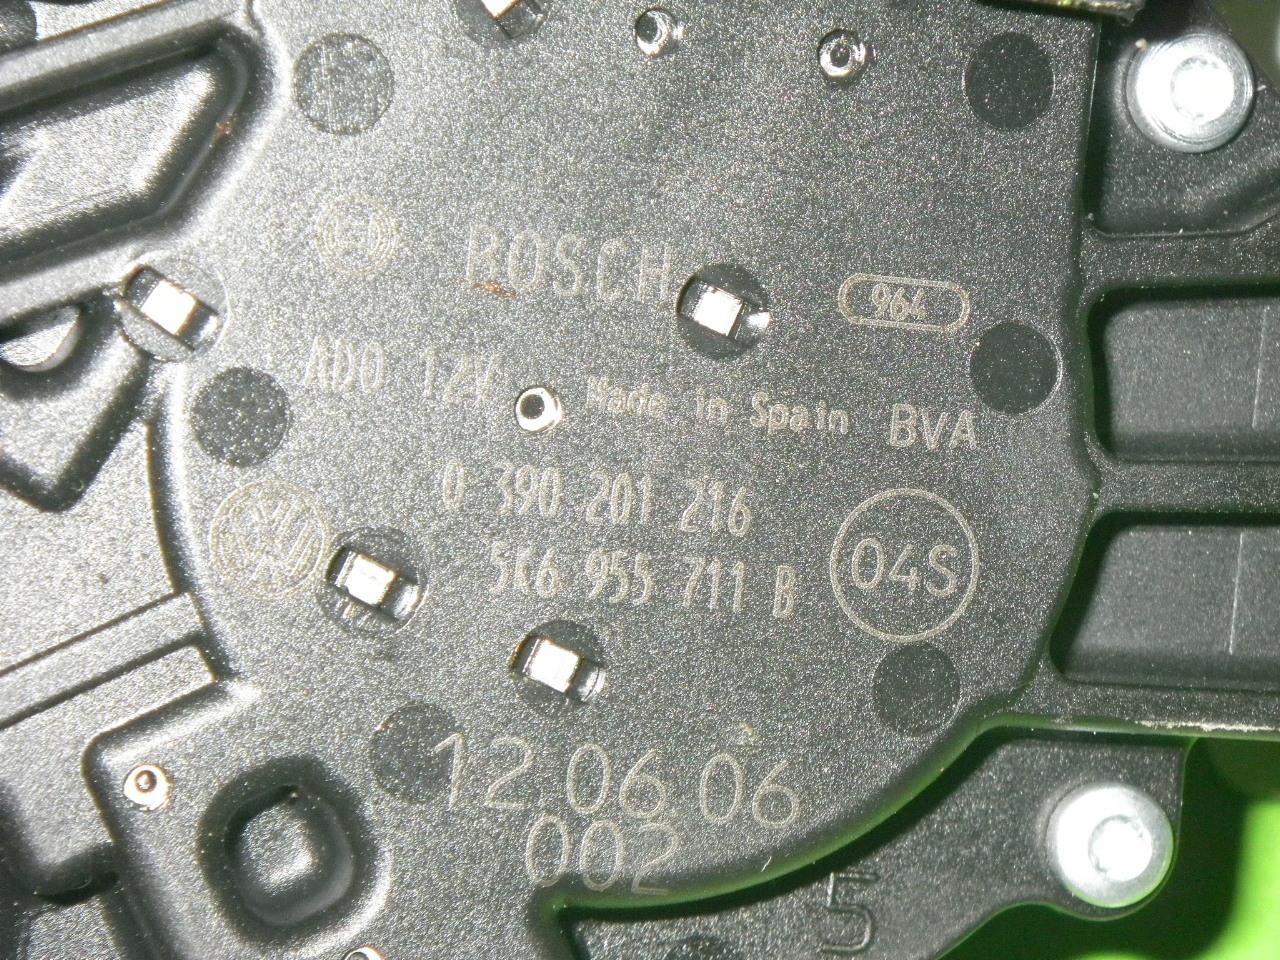 BOSCH
964
ADO 12V
Made in Spain BVA
0 390 201 216
04S
5K6 955 711 B
12.06.06
002
5